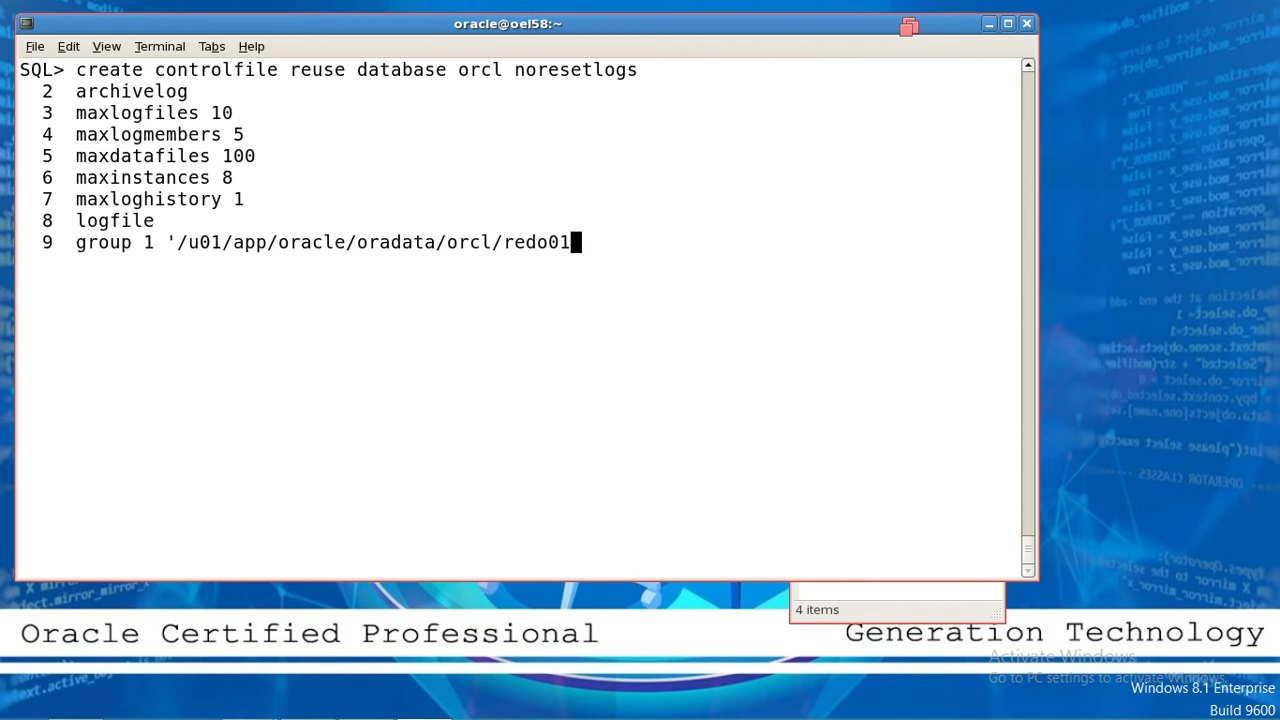 oracle@oel58:~
File Edit View Terminal Tabs Help
SQL> create controlfile reuse database orcl noresetlogs
2 archivelog
3 maxlogfiles 10
4 maxlogmembers 5
5 maxdatafiles 100
6 maxinstances 8
7 maxloghistory 1
8 logfile
9 group 1 '/u01/app/oracle/oradata/orcl/redo01
4 items
Oracle Certified Professional
Generation Technology
Activate Windows
Go to PC settings to activate Windows.
Windows 8.1 Enterprise
Build 9600